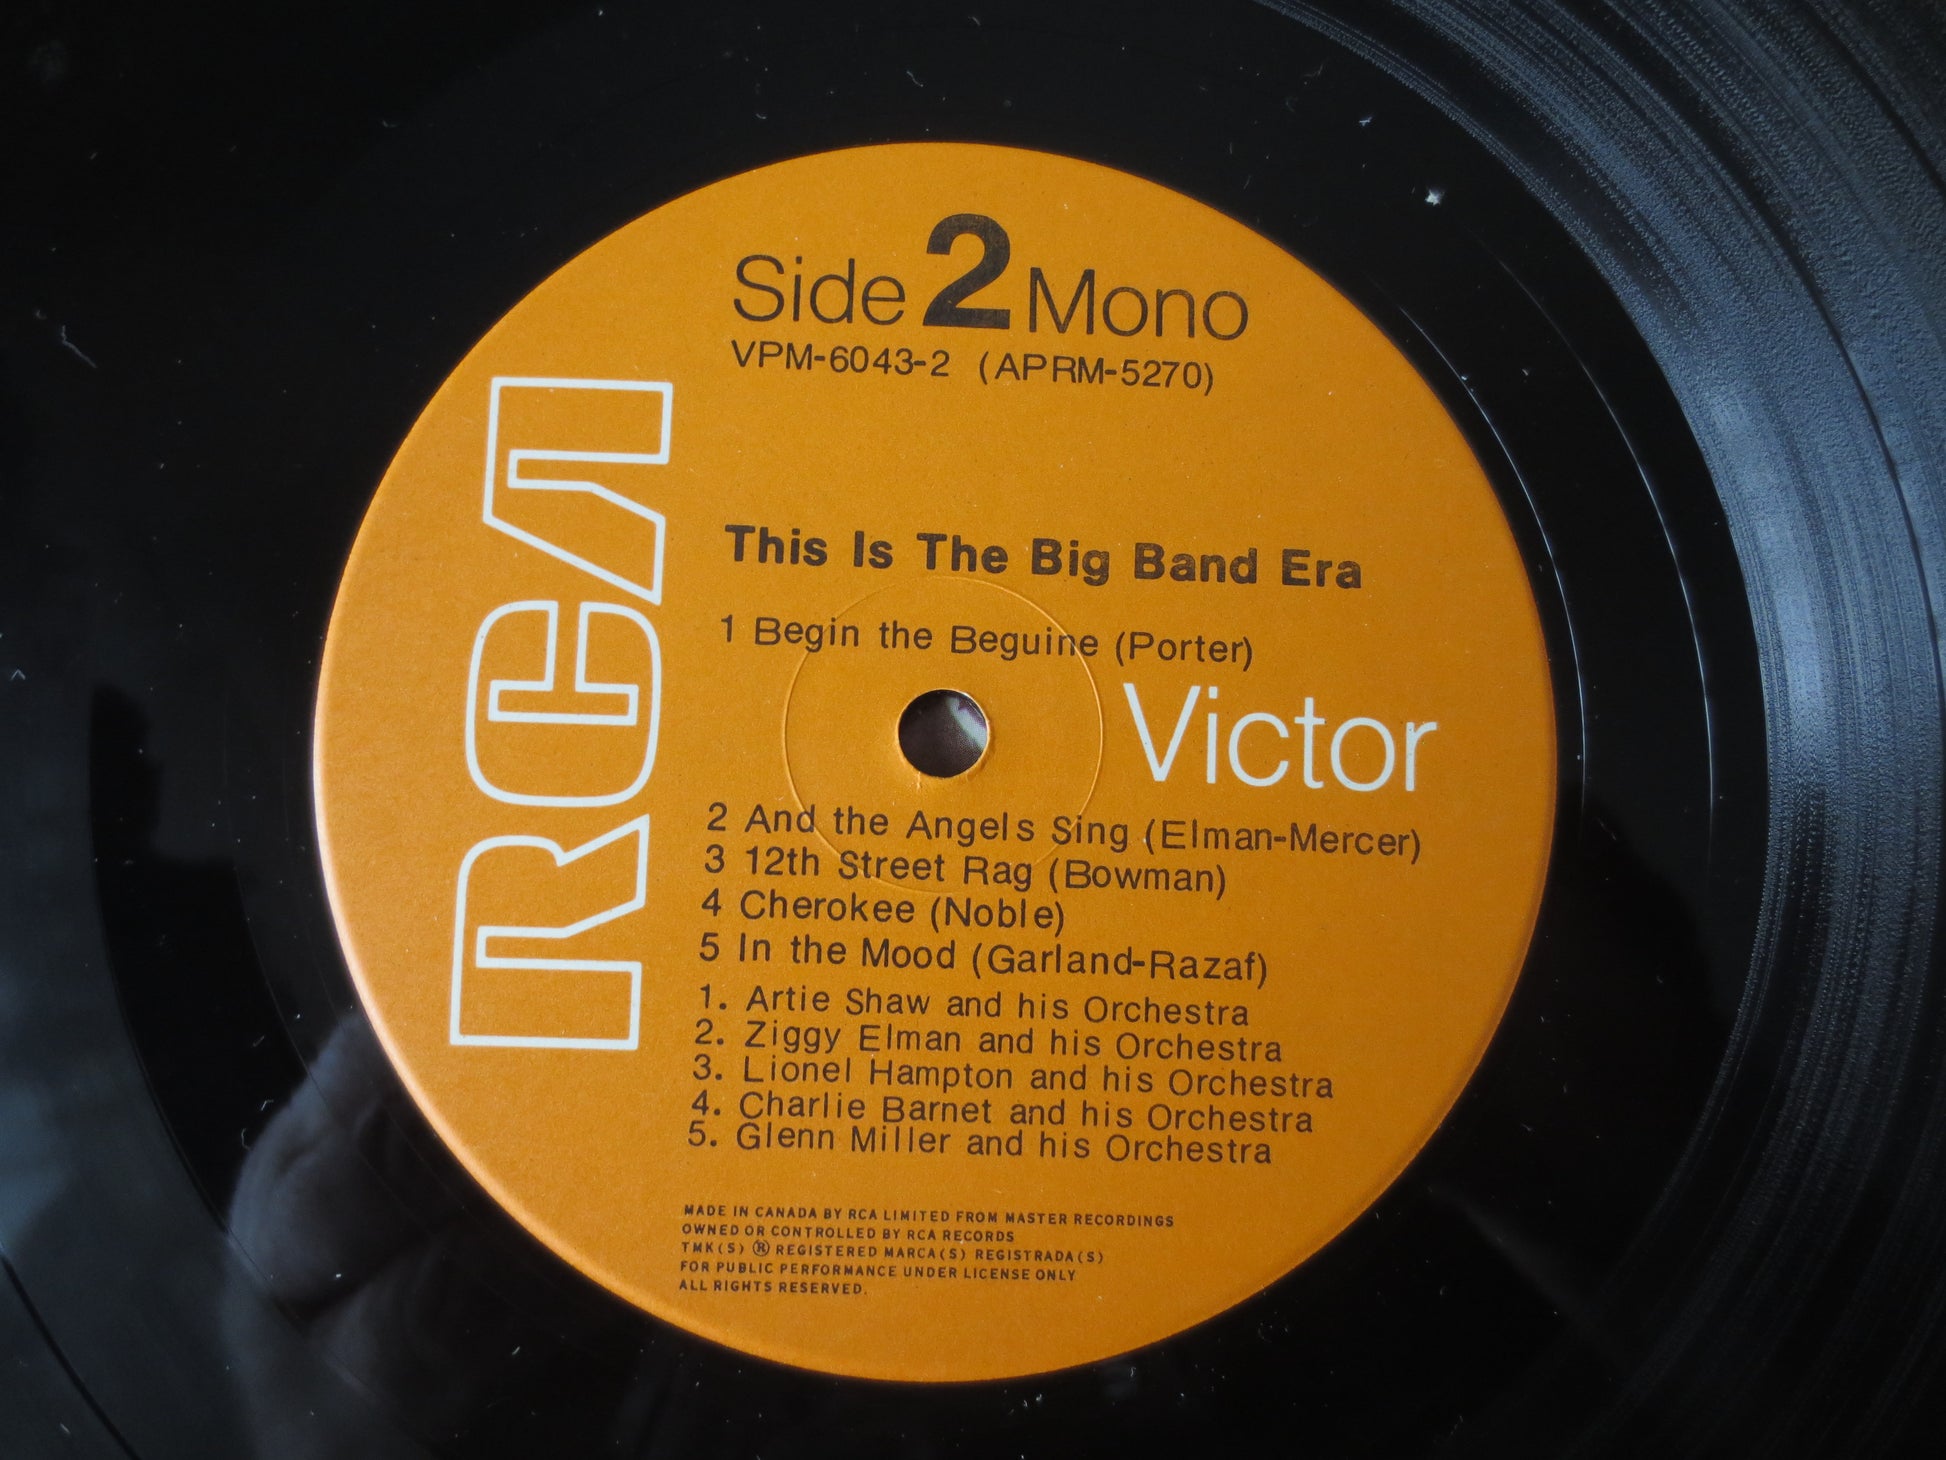 Side 2 Mono
VPM-6043-2 (APRM-5270)
RCA
This Is The Big Band Era
1 Begin the Beguine (Porter)
Victor
2 And the Angels Sing (Elman-Mercer)
3 12th Street Rag (Bowman)
4 Cherokee (Noble)
5 In the Mood (Garland-Razaf)
1. Artie Shaw and his Orchestra
2. Ziggy Elman and his Orchestra
3. Lionel Hampton and his Orchestra
4. Charlie Barnet and his Orchestra
5. Glenn Miller and his Orchestra
MADE IN CANADA BY RCA LIMITED FROM MASTER RECORDINGS
OWNED OR CONTROLLED BY RCA RECORDS
TMK(S) ® REGISTERED MARCA(S) REGISTRADA(S)
FOR PUBLIC PERFORMANCE UNDER LICENSE ONLY
ALL RIGHTS RESERVED.